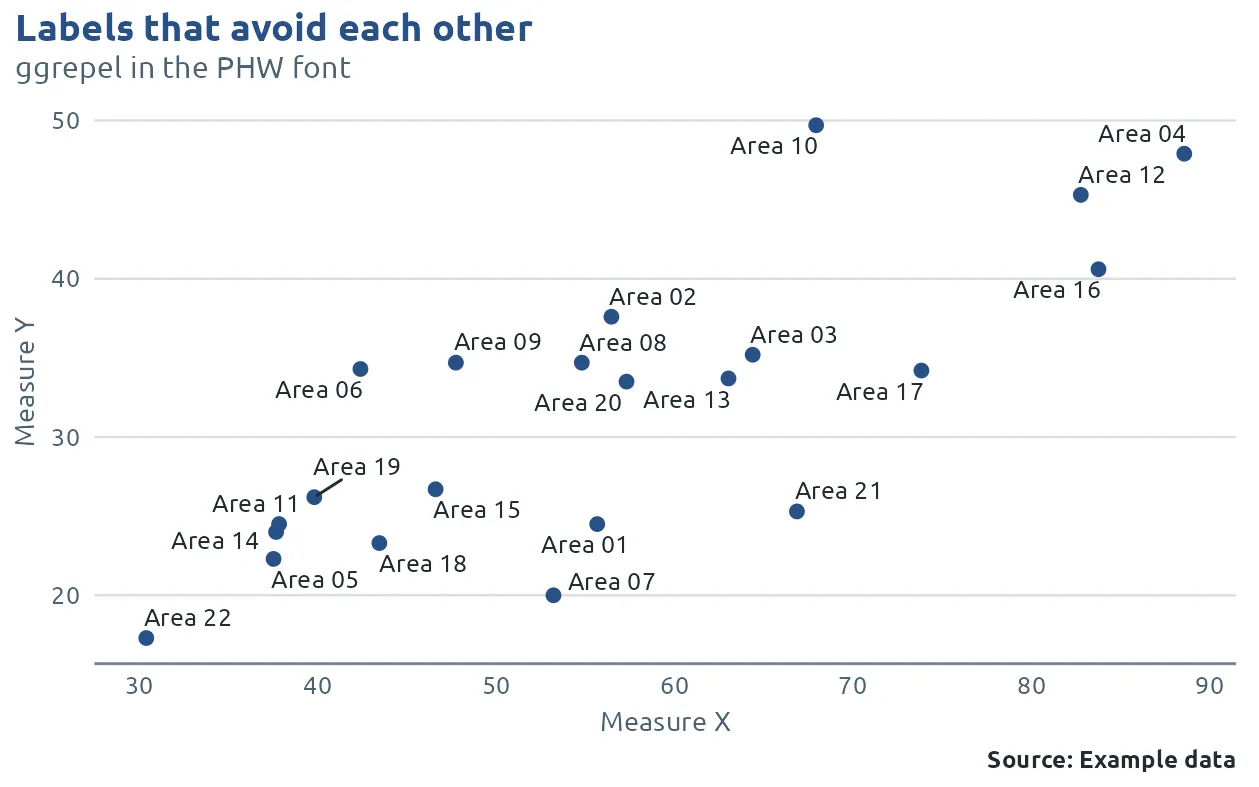 Labels that avoid each other
ggrepel in the PHW font
50
Area 10
Area 04
Area 12
40
Area 16
Area 02
Area 03
Area 09
Area 08
Area 06
Area 20
Area 13
Area 17
Measure Y
30
Area 19
Area 11
Area 21
Area 15
Area 14
Area 01
Area 18
Area 05
Area 07
20
Area 22
30 40 50 60 70 80 90
Measure X
Source: Example data